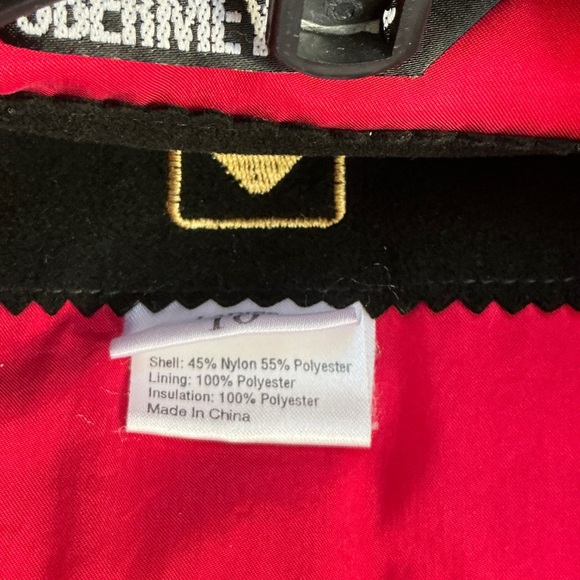 Shell: 45% Nylon 55% Polyester
Lining: 100% Polyester
Insulation: 100% Polyester
Made In China